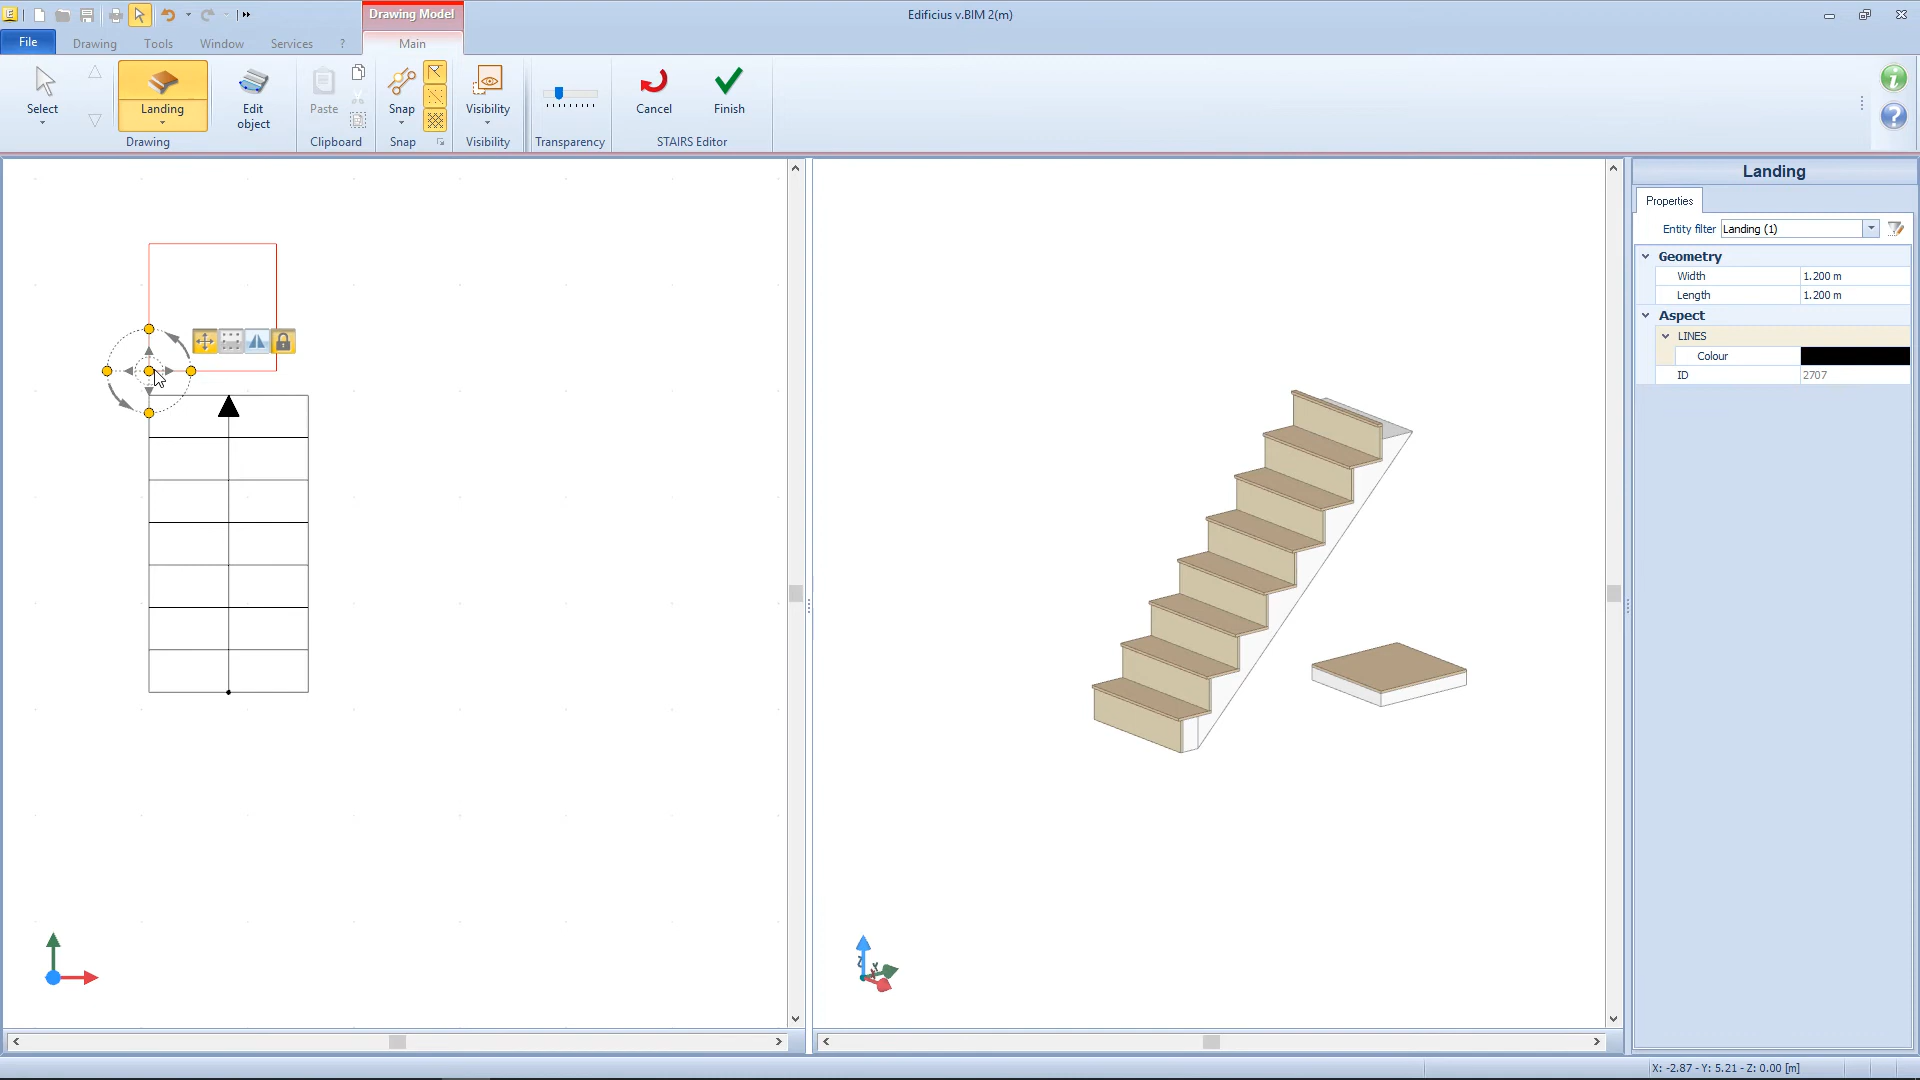 Drawing Model
Edificius v.BIM 2(m)
File
Drawing
Tools
Window
Services
?
Main
Select
Landing
Edit
object
Paste
Snap
Visibility
Cancel
Finish
Drawing
Clipboard
Snap
Visibility
Transparency
STAIRS Editor
Landing
Properties
Entity filter
Landing (1)
Geometry
Width
1.200 m
Length
1.200 m
Aspect
LINES
Colour
ID
2707
X: -2.87 - Y: 5.21 - Z: 0.00 [m]